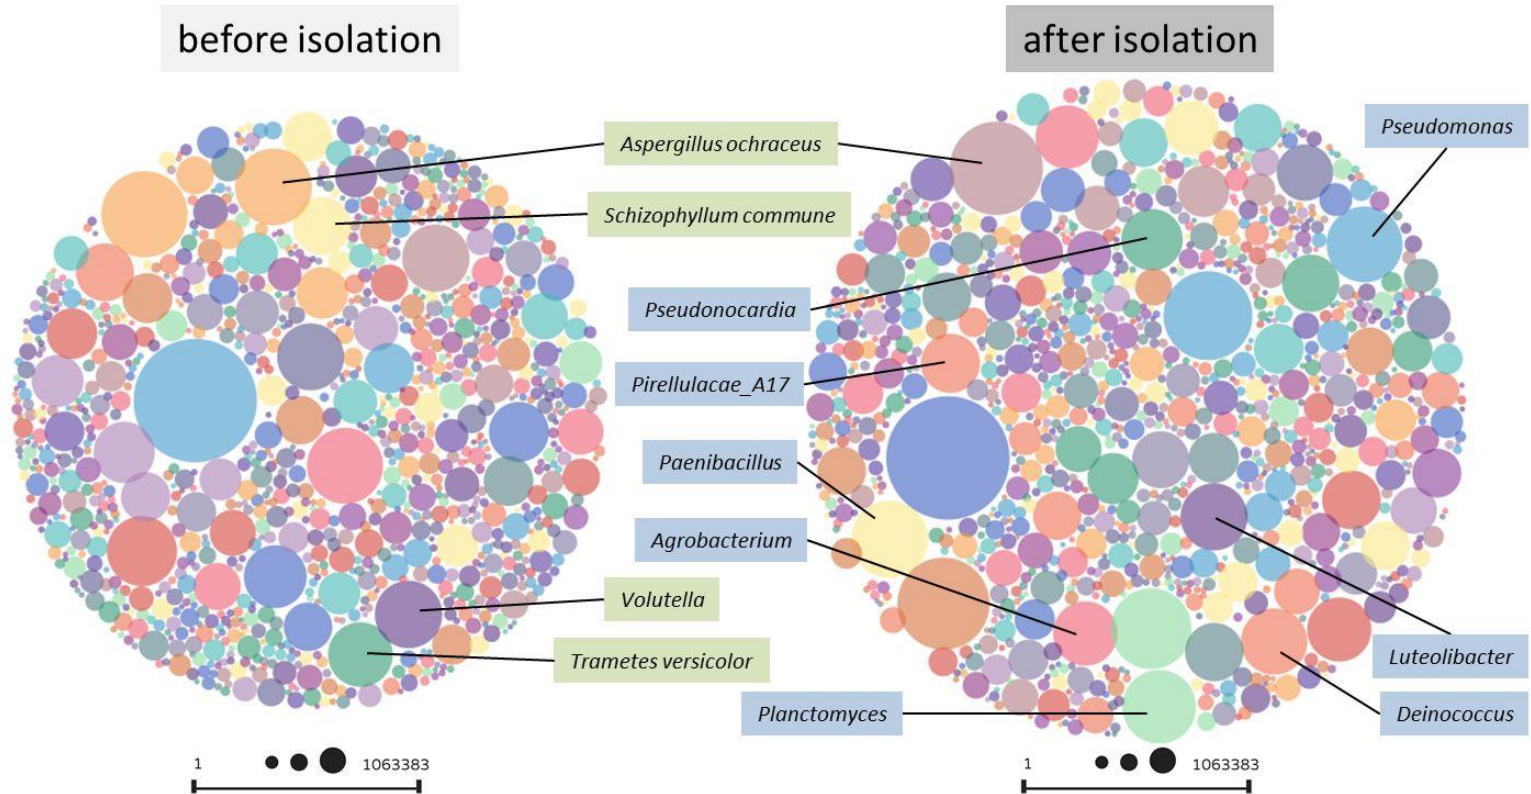 before isolation
after isolation
Aspergillus ochraceus
Pseudomonas
Schizophyllum commune
Pseudonocardia
Pirellulacae_A17
Paenibacillus
Agrobacterium
Volutella
Trametes versicolor
Luteolibacter
Planctomyces
Deinococcus
1 1063383
1 1063383